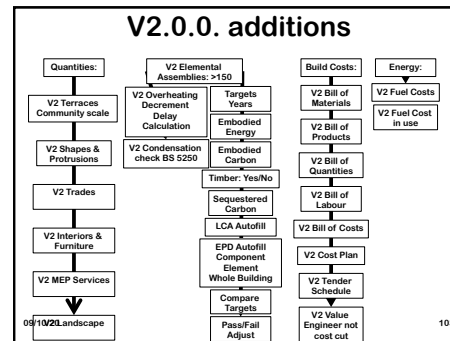 V2.0.0. additions
Quantities:
V2 Terraces
Community scale
V2 Shapes &
Protrusions
V2 Trades
V2 Interiors &
Furniture
V2 MEP Services
V2 Landscape
V2 Elemental
Assemblies: >150
V2 Overheating
Decrement
Delay
Calculation
V2 Condensation
check BS 5250
Targets
Years
Embodied
Energy
Embodied
Carbon
Timber: Yes/No
Sequestered
Carbon
LCA Autofill
EPD Autofill
Component
Element
Whole Building
Compare
Targets
Pass/Fail
Adjust
Build Costs:
V2 Bill of
Materials
V2 Bill of
Products
V2 Bill of
Quantities
V2 Bill of
Labour
V2 Bill of Costs
V2 Cost Plan
V2 Tender
Schedule
V2 Value
Engineer not
cost cut
Energy:
V2 Fuel Costs
V2 Fuel Cost
in use